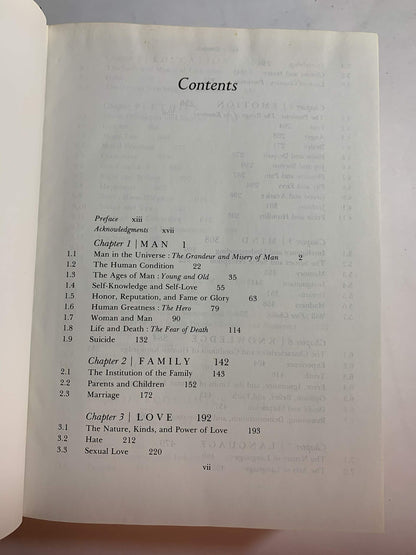 Contents
Preface xiii
Acknowledgments xvii
Chapter 1 | MAN 1
1.1 Man in the Universe : The Grandeur and Misery of Man 2
1.2 The Human Condition 22
1.3 The Ages of Man : Young and Old 35
1.4 Self-Knowledge and Self-Love 55
1.5 Honor, Reputation, and Fame or Glory 63
1.6 Human Greatness : The Hero 79
1.7 Woman and Man 90
1.8 Life and Death : The Fear of Death 114
1.9 Suicide 132
Chapter 2 | FAMILY 142
2.1 The Institution of the Family 143
2.2 Parents and Children 152
2.3 Marriage 172
Chapter 3 | LOVE 192
3.1 The Nature, Kinds, and Power of Love 193
3.2 Hate 212
3.3 Sexual Love 220
vii